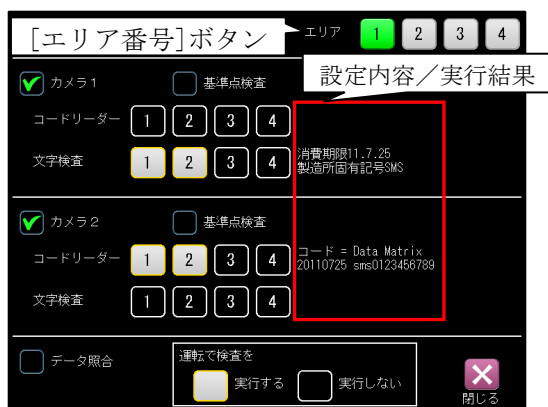 [エリア番号]ボタン
エリア 1 2 3 4
設定内容／実行結果
カメラ1 基準点検査
コードリーダー 1 2 3 4
文字検査 1 2 3 4
消費期限11.7.25
製造所固有記号SMS
カメラ2 基準点検査
コードリーダー 1 2 3 4
コード = Data Matrix
20110725 sms0123456789
文字検査 1 2 3 4
データ照合
運転で検査を
実行する 実行しない
閉じる